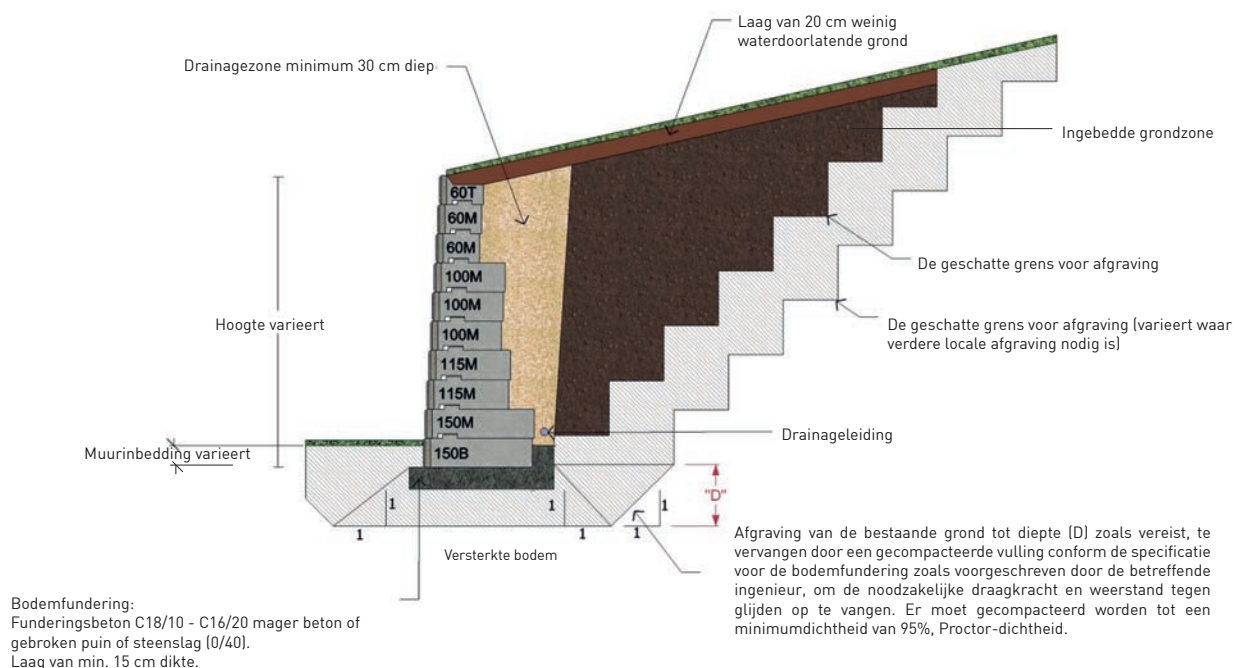 Laag van 20 cm weinig
waterdoorlatende grond
Drainagezone minimum 30 cm diep
Ingebedde grondzone
60T
60M
60M
100M
100M
100M
115M
115M
150M
150B
Hoogte varieert
De geschatte grens voor afgraving
De geschatte grens voor afgraving (varieert waar
verdere locale afgraving nodig is)
Drainageleiding
Muurinbedding varieert
"D"
1
1
1
1
1
1
Versterkte bodem
Afgraving van de bestaande grond tot diepte (D) zoals vereist, te
vervangen door een gecompacteerde vulling conform de specificatie
voor de bodemfundering zoals voorgeschreven door de betreffende
ingenieur, om de noodzakelijke draagkracht en weerstand tegen
glijden op te vangen. Er moet gecompacteerd worden tot een
minimumdichtheid van 95%, Proctor-dichtheid.
Bodemfundering:
Funderingsbeton C18/10 - C16/20 mager beton of
gebroken puin of steenslag (0/40).
Laag van min. 15 cm dikte.